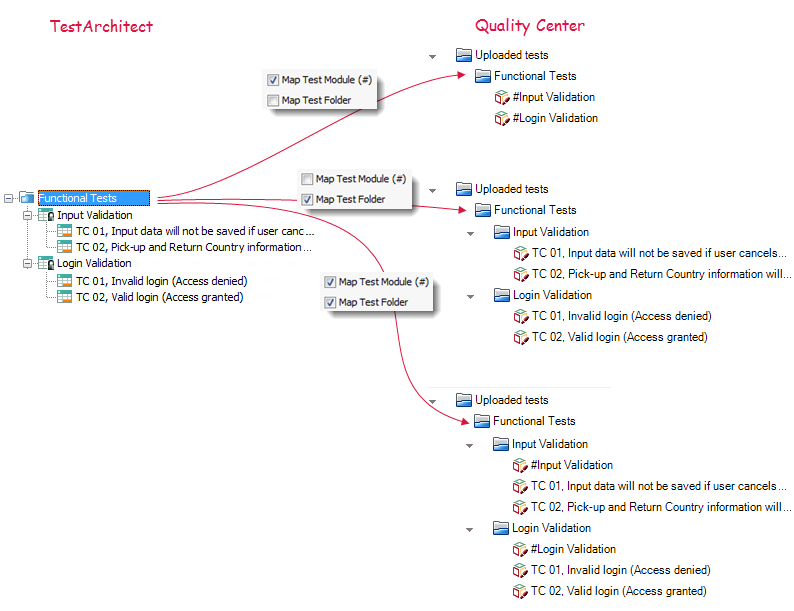 TestArchitect
Quality Center
Map Test Module (#)
Map Test Folder
Uploaded tests
Functional Tests
#Input Validation
#Login Validation
Functional Tests
Input Validation
TC 01, Input data will not be saved if user canc...
TC 02, Pick-up and Return Country information ...
Login Validation
TC 01, Invalid login (Access denied)
TC 02, Valid login (Access granted)
Map Test Module (#)
Map Test Folder
Uploaded tests
Functional Tests
Input Validation
TC 01, Input data will not be saved if user cancels...
TC 02, Pick-up and Return Country information will...
Login Validation
TC 01, Invalid login (Access denied)
TC 02, Valid login (Access granted)
Map Test Module (#)
Map Test Folder
Uploaded tests
Functional Tests
Input Validation
#Input Validation
TC 01, Input data will not be saved if user cancels...
TC 02, Pick-up and Return Country information will...
Login Validation
#Login Validation
TC 01, Invalid login (Access denied)
TC 02, Valid login (Access granted)